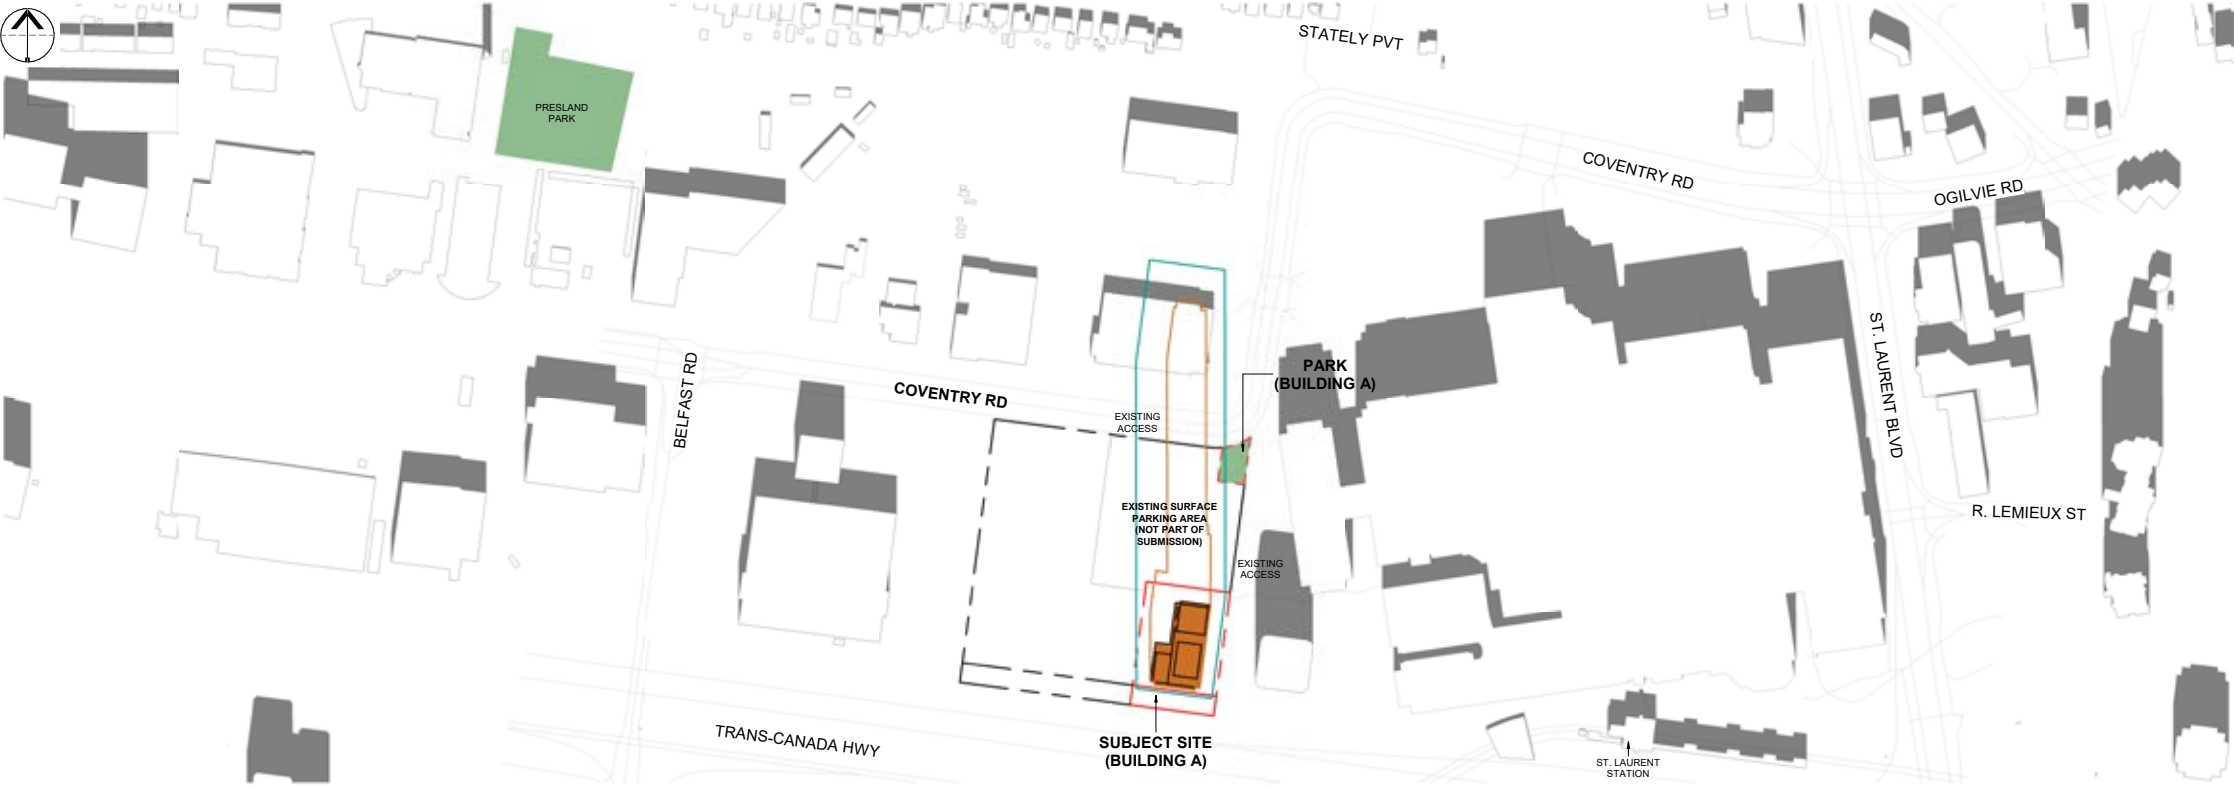 STATELY PVT
PRESLAND
PARK
COVENTRY RD
OGILVIE RD
ST. LAURENT BLVD
BELFAST RD
COVENTRY RD
PARK
(BUILDING A)
EXISTING
ACCESS
EXISTING SURFACE
PARKING AREA
(NOT PART OF
SUBMISSION)
R. LEMIEUX ST
EXISTING
ACCESS
TRANS-CANADA HWY
SUBJECT SITE
(BUILDING A)
ST. LAURENT
STATION